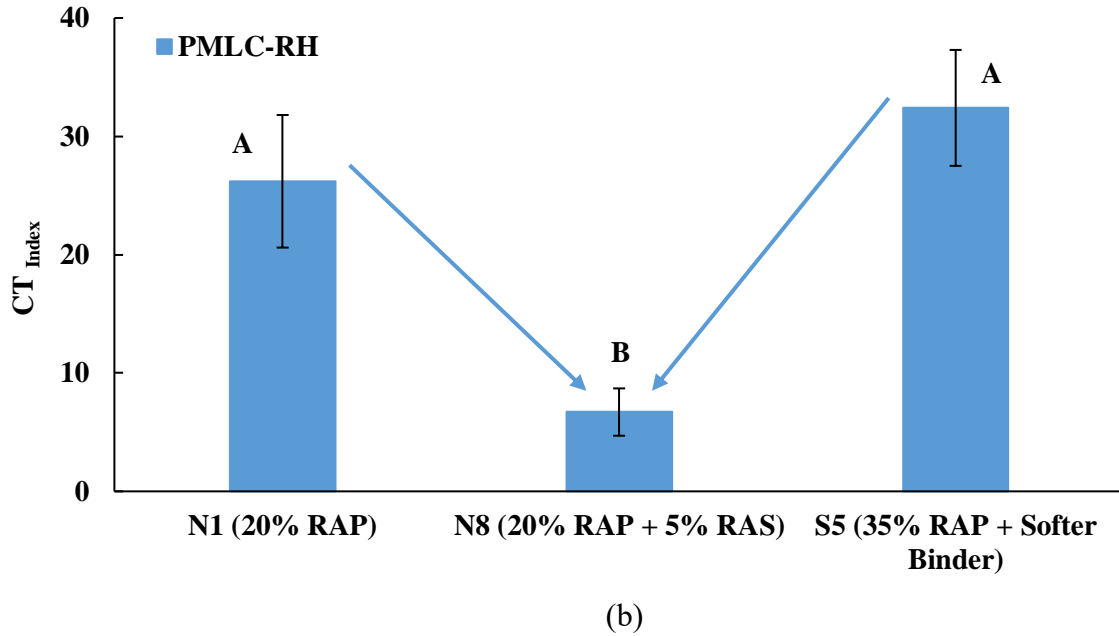 40
PMLC-RH
A
A
30
20
CT Index
B
10
0
N1 (20% RAP)
N8 (20% RAP + 5% RAS)
S5 (35% RAP + Softer
Binder)
(b)